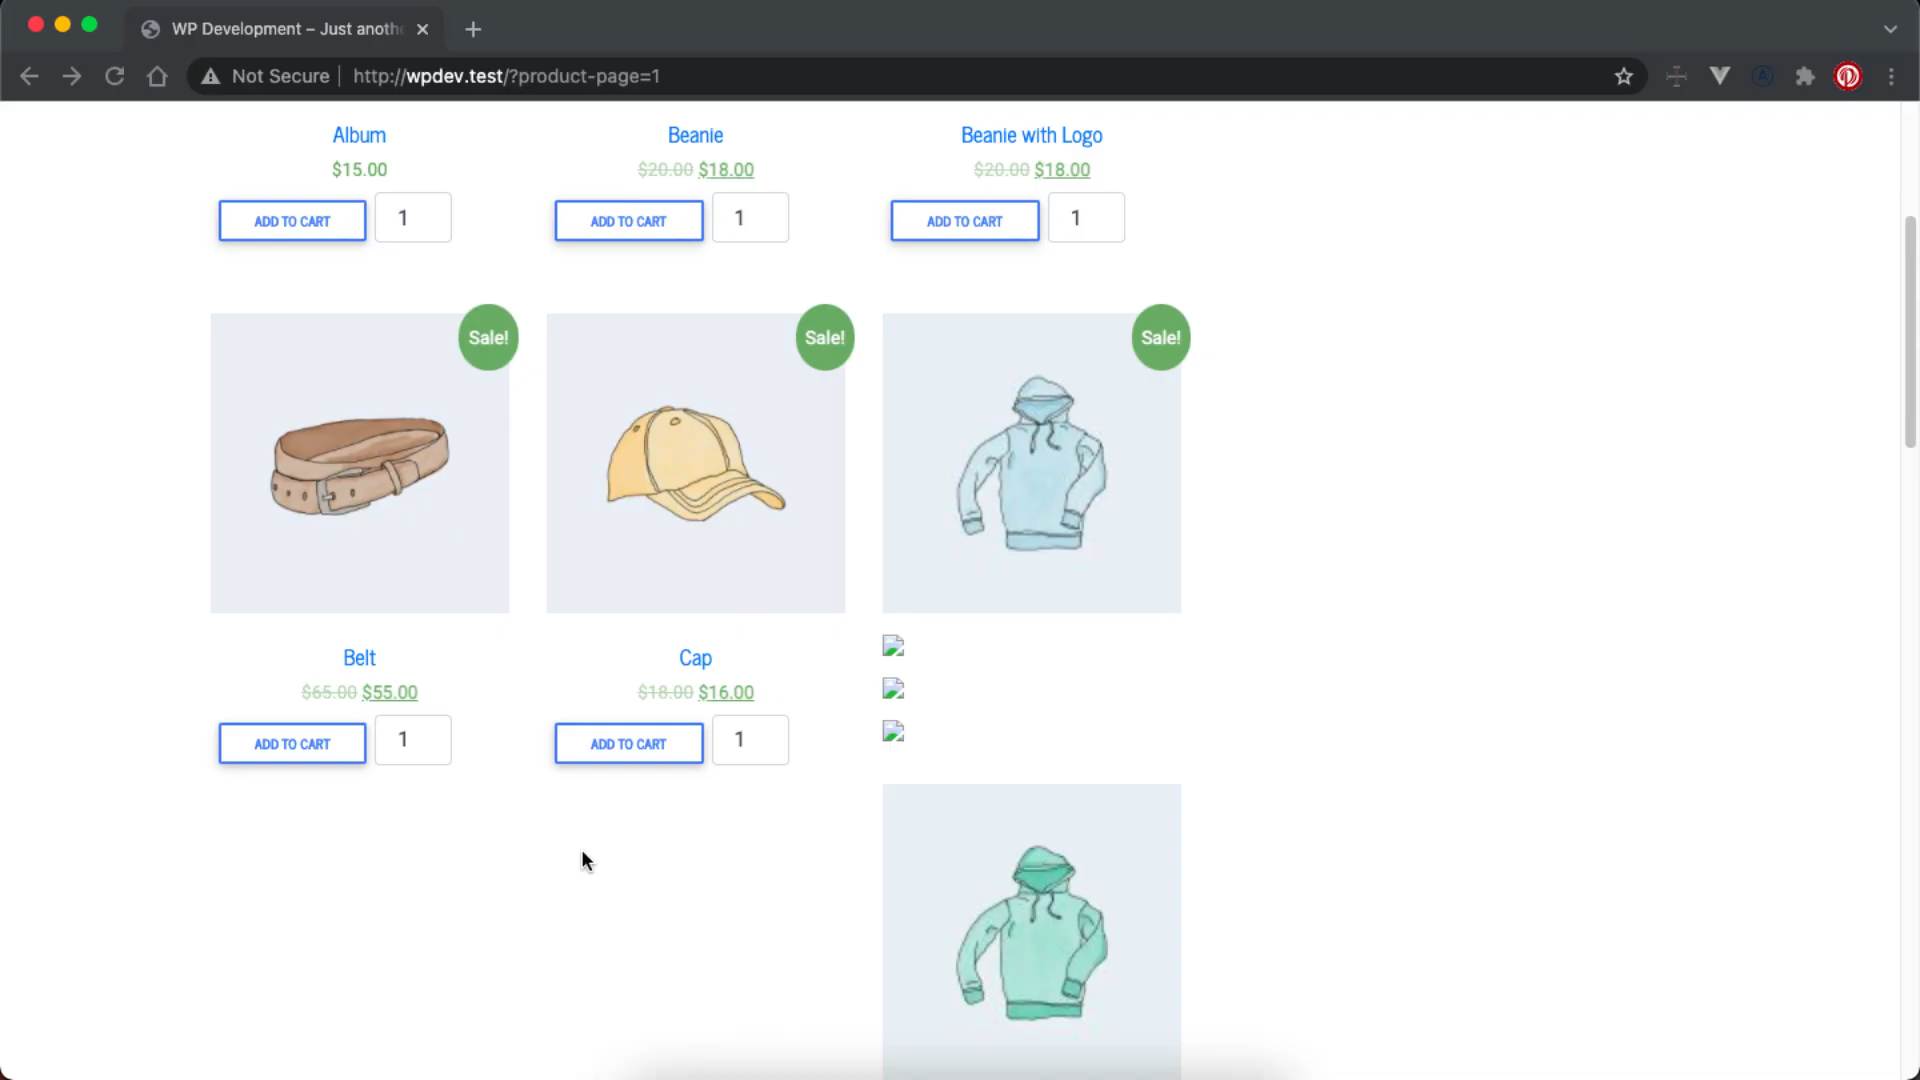 WP Development – Just anoth
Not Secure
http://wpdev.test/?product-page=1
Album
Beanie
Beanie with Logo
$15.00
$20.00 $18.00
$20.00 $18.00
ADD TO CART
1
ADD TO CART
1
ADD TO CART
1
Sale!
Sale!
Sale!
Belt
Cap
$65.00 $55.00
$18.00 $16.00
ADD TO CART
1
ADD TO CART
1